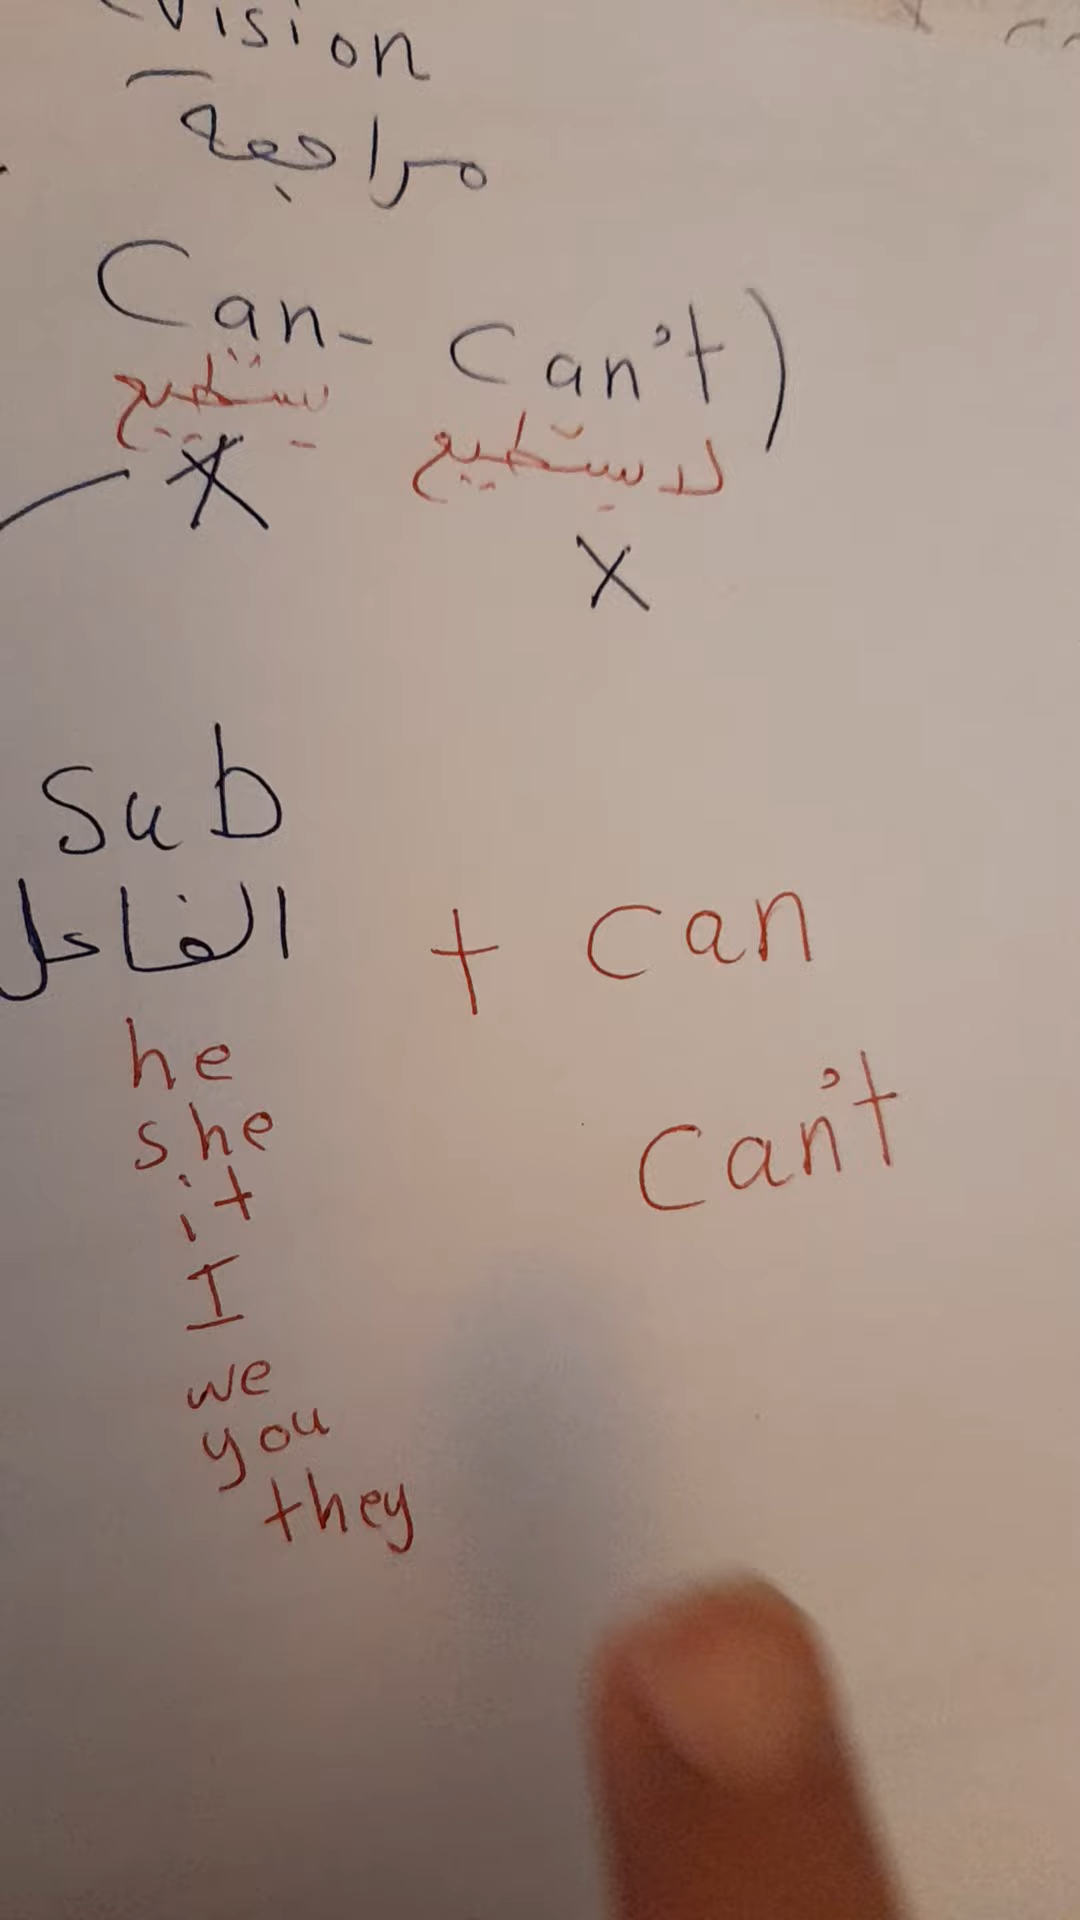 vision
مراجعة
Can - Can't)
يستطيع لا يستطيع
X X
Sub
الفاعل + can
he can't
she
it
I
we
you
they